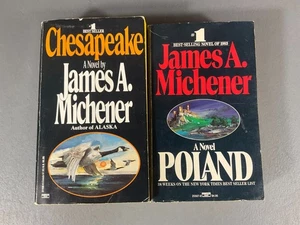 #1
BEST SELLER
Chesapeake
A Novel by
James A.
Michener
Author of ALASKA
#1
BEST-SELLING NOVEL OF 1983
James A.
Michener
A Novel
POLAND
38 WEEKS ON THE NEW YORK TIMES BEST SELLER LIST